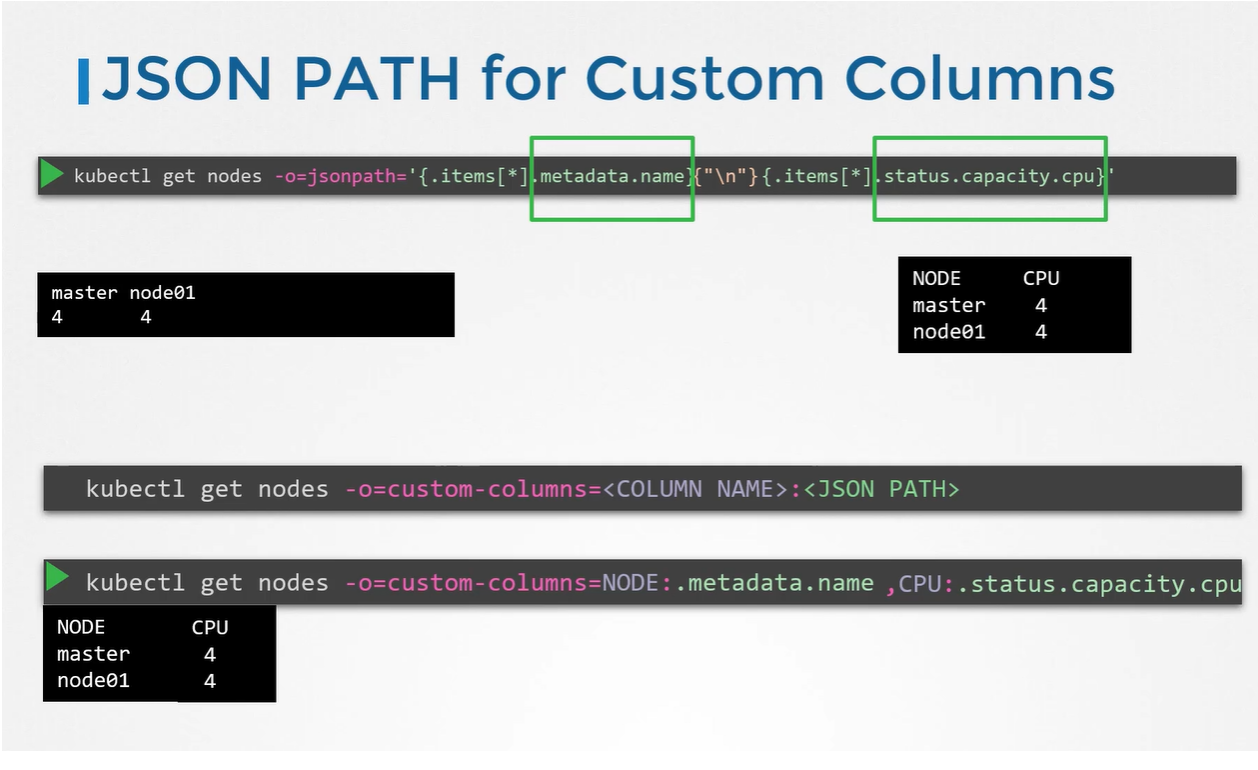 JSON PATH for Custom Columns
kubectl get nodes -o=jsonpath='{.items[*].metadata.name}{"\n"}{.items[*].status.capacity.cpu}'
master node01
4 4
NODE CPU
master 4
node01 4
kubectl get nodes -o=custom-columns=<COLUMN NAME>:<JSON PATH>
kubectl get nodes -o=custom-columns=NODE:.metadata.name ,CPU:.status.capacity.cpu
NODE CPU
master 4
node01 4